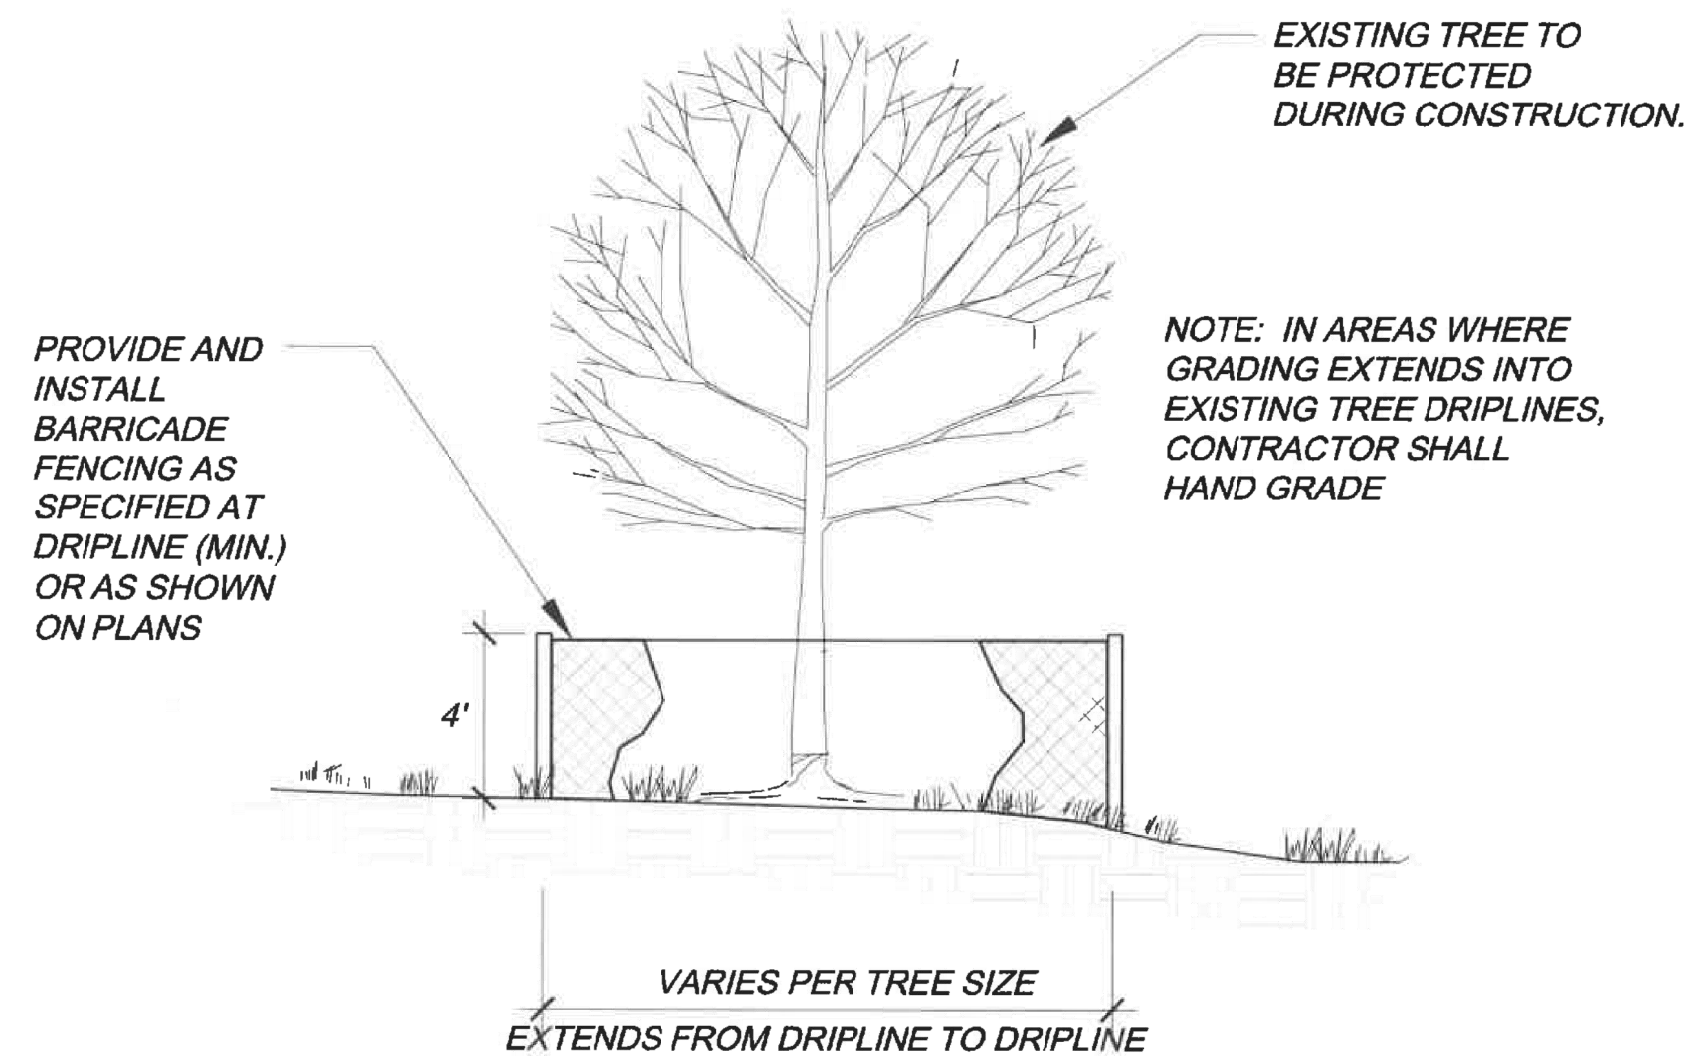 EXISTING TREE TO
BE PROTECTED
DURING CONSTRUCTION.
NOTE: IN AREAS WHERE
GRADING EXTENDS INTO
EXISTING TREE DRIPLINES,
CONTRACTOR SHALL
HAND GRADE
PROVIDE AND
INSTALL
BARRICADE
FENCING AS
SPECIFIED AT
DRIPLINE (MIN.)
OR AS SHOWN
ON PLANS
4'
VARIES PER TREE SIZE
EXTENDS FROM DRIPLINE TO DRIPLINE